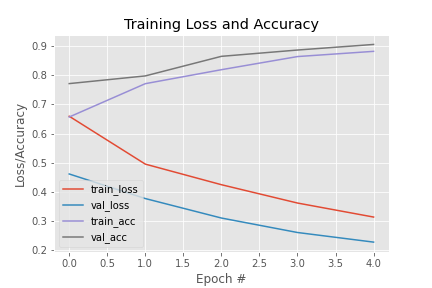 Training Loss and Accuracy
Loss/Accuracy
0.9
0.8
0.7
0.6
0.5
0.4
0.3
0.2
train_loss
val_loss
train_acc
val_acc
0.0 0.5 1.0 1.5 2.0 2.5 3.0 3.5 4.0
Epoch #